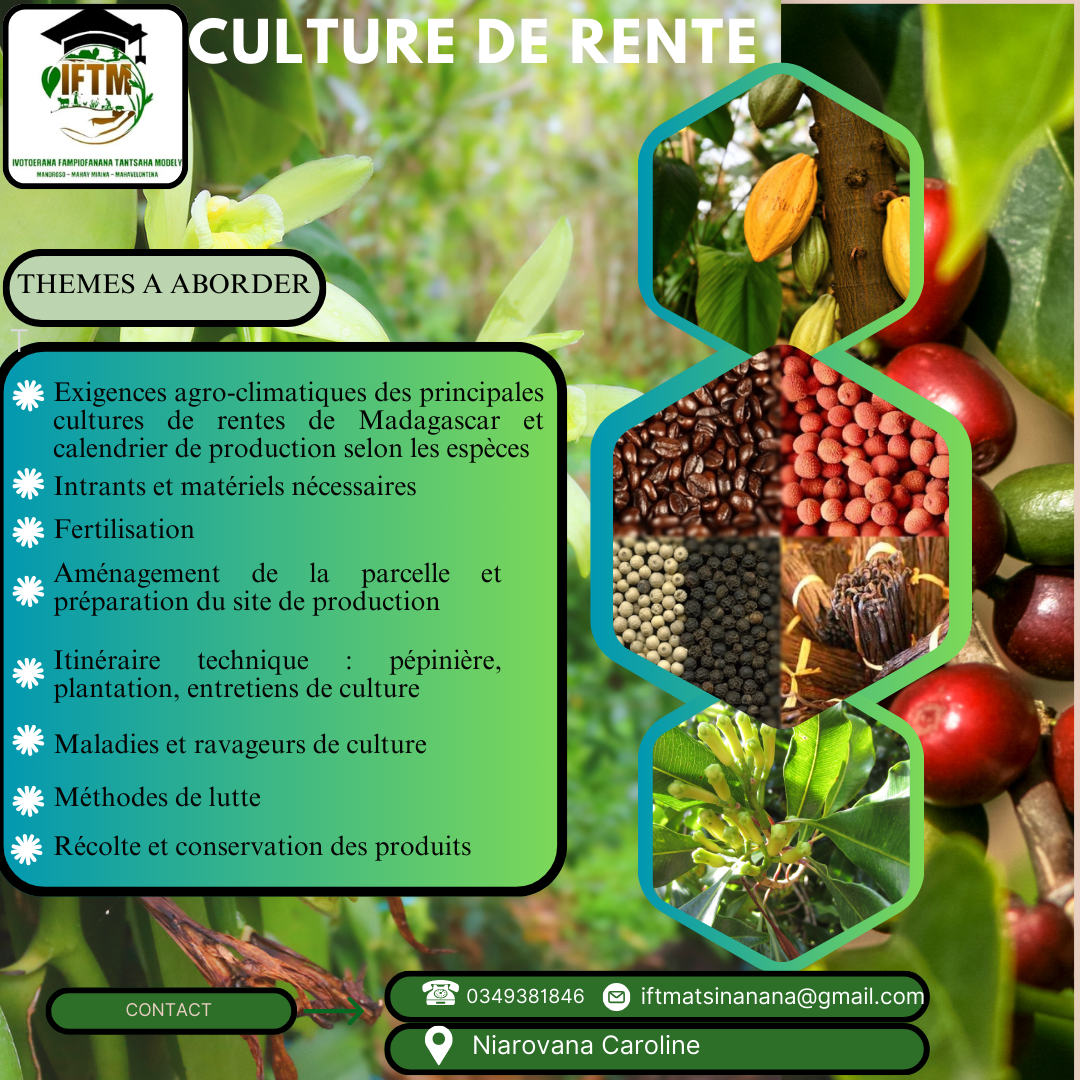 CULTURE DE RENTE
IFTM
IVOTOERANA FAMPIOFANANA TANTSAHA MODELY
MANDROSO - MAHAY MIAINA - MAHAVELONTENA
THEMES A ABORDER
T
Exigences agro-climatiques des principales
cultures de rentes de Madagascar et
calendrier de production selon les espèces
Intrants et matériels nécessaires
Fertilisation
Aménagement de la parcelle et
préparation du site de production
Itinéraire technique : pépinière,
plantation, entretiens de culture
Maladies et ravageurs de culture
Méthodes de lutte
Récolte et conservation des produits
CONTACT
0349381846 iftmatsinanana@gmail.com
Niarovana Caroline